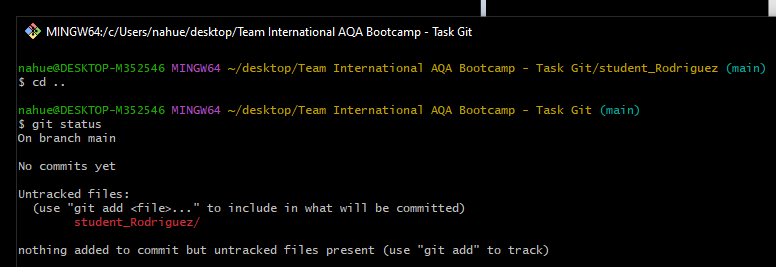 MINGW64:/c/Users/nahue/desktop/Team International AQA Bootcamp - Task Git
nahue@DESKTOP-M352546 MINGW64 ~/desktop/Team International AQA Bootcamp - Task Git/student_Rodriguez (main)
$ cd ..
nahue@DESKTOP-M352546 MINGW64 ~/desktop/Team International AQA Bootcamp - Task Git (main)
$ git status
On branch main
No commits yet
Untracked files:
  (use "git add <file>..." to include in what will be committed)
        student_Rodriguez/
nothing added to commit but untracked files present (use "git add" to track)